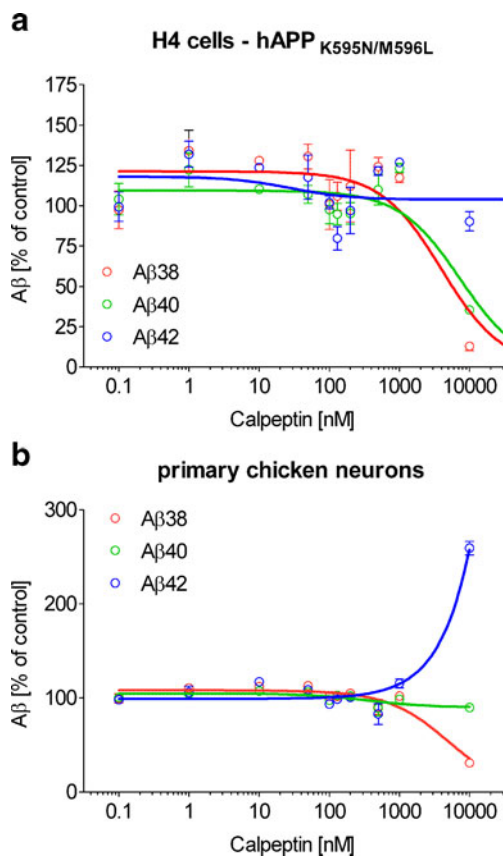 a
H4 cells - hAPP K595N/M596L
Aβ [% of control]
175
150
125
100
75
50
25
0
Aβ38
Aβ40
Aβ42
0.1 1 10 100 1000 10000
Calpeptin [nM]
b
primary chicken neurons
Aβ [% of control]
300
200
100
0
Aβ38
Aβ40
Aβ42
0.1 1 10 100 1000 10000
Calpeptin [nM]